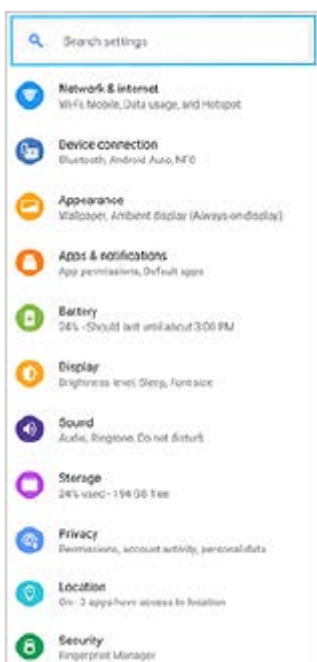 Search settings
Network & internet
Wi-Fi, Mobile, Data usage, and Hotspot
Device connection
Bluetooth, Android Auto, NFC
Appearance
Wallpaper, Ambient display (Always-on display)
Apps & notifications
App permissions, Default apps
Battery
24% - Should last until about 3:00 PM
Display
Brightness level, Sleep, Font size
Sound
Audio, Ringtone, Do not disturb
Storage
24% used - 194 GB free
Privacy
Permissions, account activity, personal data
Location
On - 3 apps have access to location
Security
Fingerprint Manager